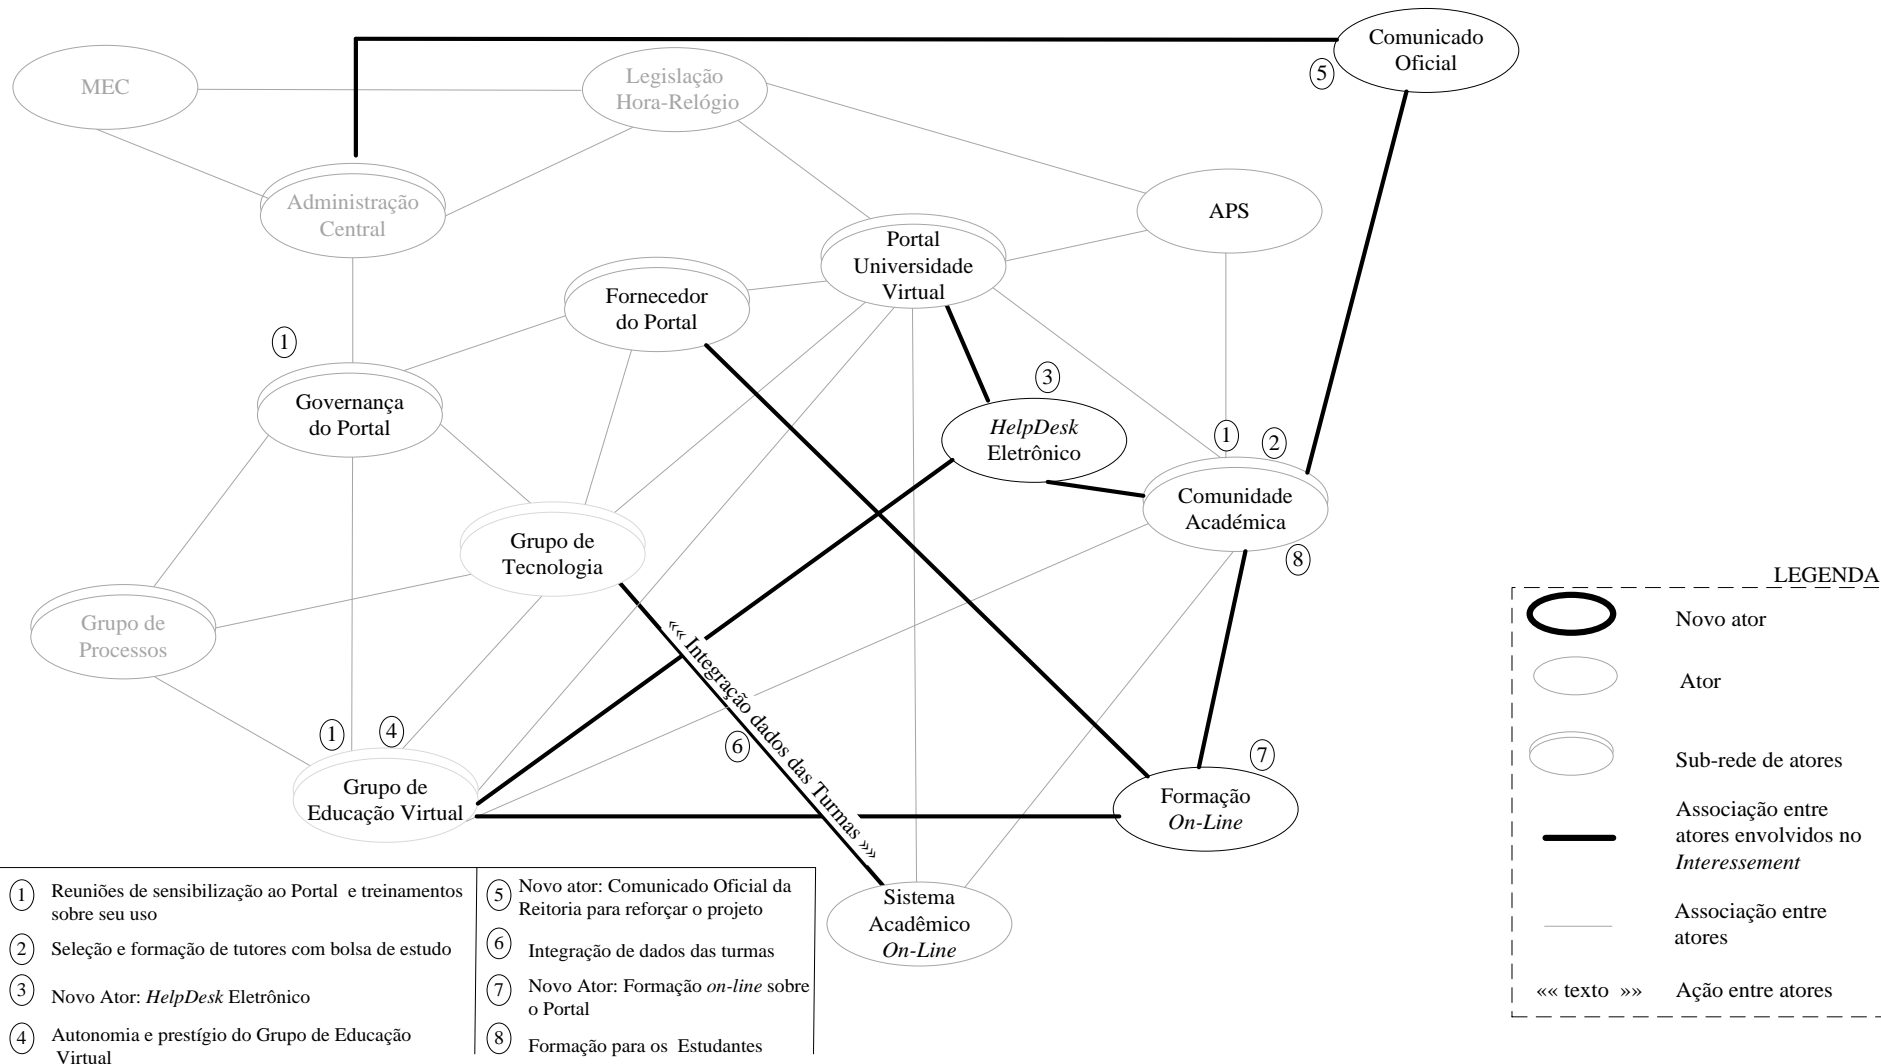 Comunicado
Oficial
5
MEC
Legislação
Hora-Relógio
Administração
Central
APS
Portal
Universidade
Virtual
Fornecedor
do Portal
1
Governança
do Portal
3
HelpDesk
Eletrônico
1
2
Comunidade
Académica
8
Grupo de
Tecnologia
Grupo de
Processos
«« Integração dados das Turmas »»
6
1
4
Grupo de
Educação Virtual
7
Formação
On-Line
Sistema
Acadêmico
On-Line
1 Reuniões de sensibilização ao Portal e treinamentos
sobre seu uso
2 Seleção e formação de tutores com bolsa de estudo
3 Novo Ator: HelpDesk Eletrônico
4 Autonomia e prestígio do Grupo de Educação
Virtual
5 Novo ator: Comunicado Oficial da
Reitoria para reforçar o projeto
6 Integração de dados das turmas
7 Novo Ator: Formação on-line sobre
o Portal
8 Formação para os Estudantes
LEGENDA
Novo ator
Ator
Sub-rede de atores
Associação entre
atores envolvidos no
Interessement
Associação entre
atores
«« texto »» Ação entre atores